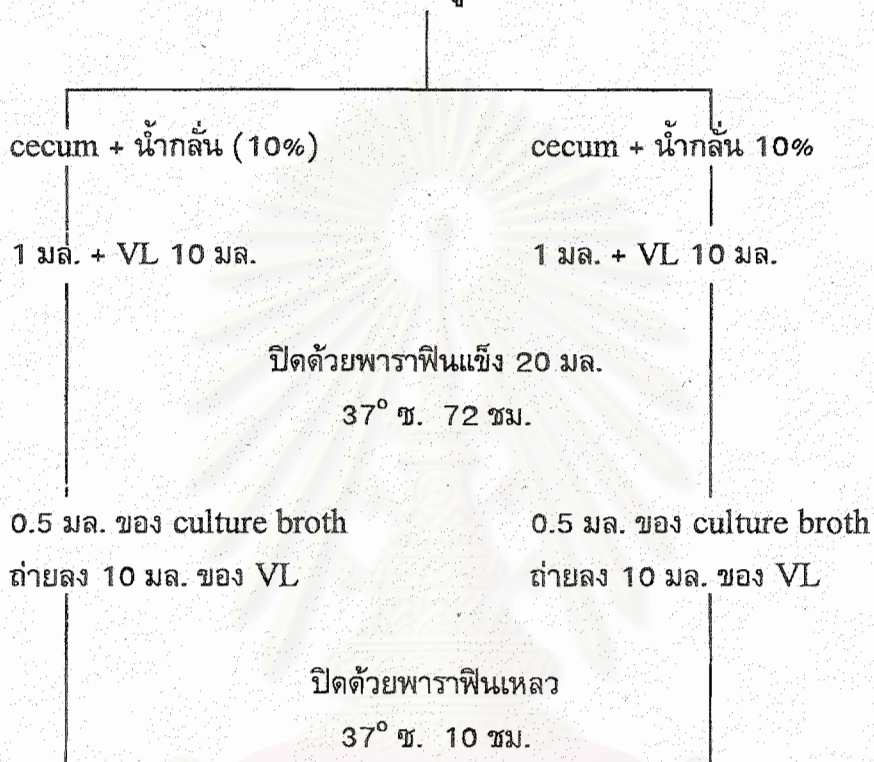 cecum + น้ำกลั่น (10%)
cecum + น้ำกลั่น 10%
1 มล. + VL 10 มล.
1 มล. + VL 10 มล.
ปิดด้วยพาราฟินแข็ง 20 มล.
37° ซ. 72 ชม.
0.5 มล. ของ culture broth
ถ่ายลง 10 มล. ของ VL
0.5 มล. ของ culture broth
ถ่ายลง 10 มล. ของ VL
ปิดด้วยพาราฟินเหลว
37° ซ. 10 ชม.